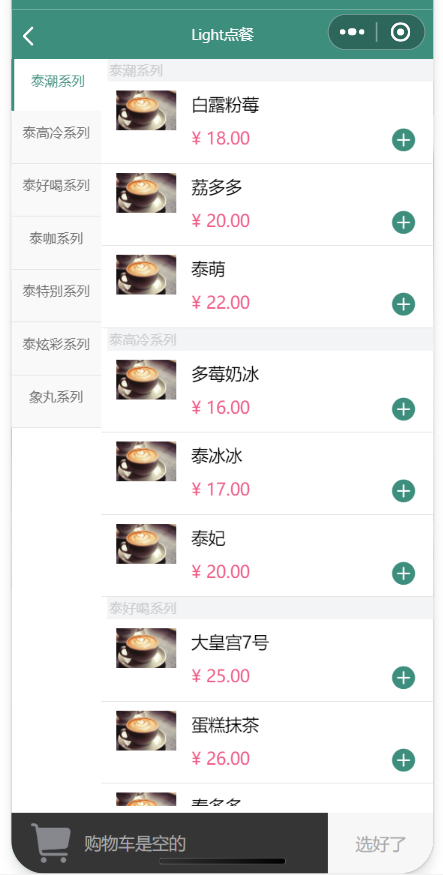 Light点餐
泰潮系列
泰高冷系列
泰好喝系列
泰咖系列
泰特别系列
泰炫彩系列
象丸系列
泰潮系列
白露粉莓
¥ 18.00
荔多多
¥ 20.00
泰萌
¥ 22.00
泰高冷系列
多莓奶冰
¥ 16.00
泰冰冰
¥ 17.00
泰妃
¥ 20.00
泰好喝系列
大皇宫7号
¥ 25.00
蛋糕抹茶
¥ 26.00
购物车是空的
选好了